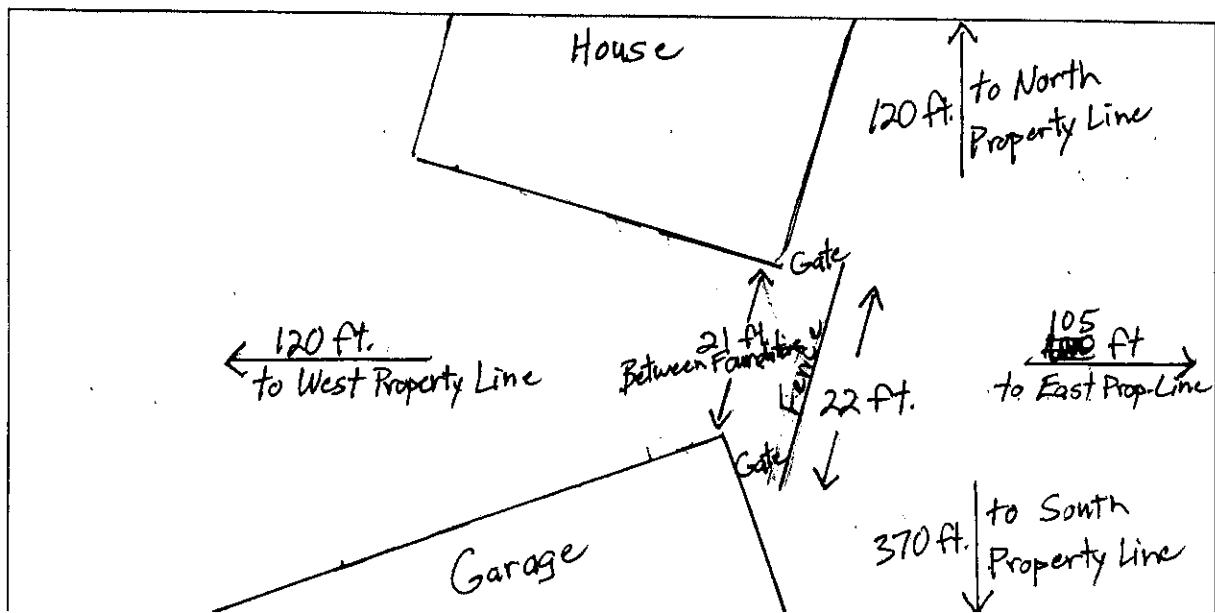 House
120 ft.
to North
Property Line
Gate
120 ft.
to West Property Line
21 ft.
Between Foundations
Fence
22 ft.
105
ft
to East Prop. Line
Gate
Garage
370 ft.
to South
Property Line